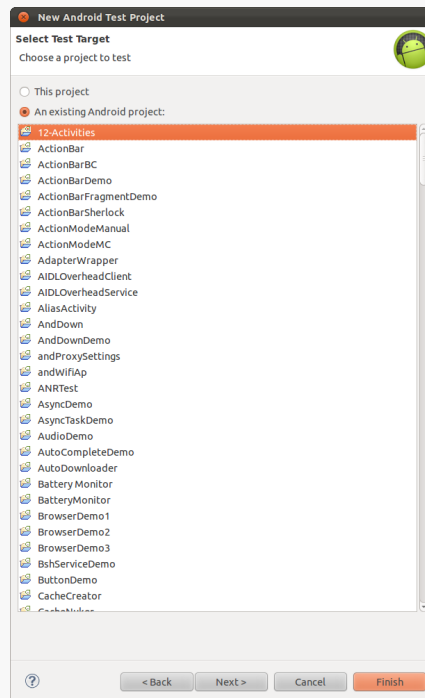 New Android Test Project
Select Test Target
Choose a project to test
This project
An existing Android project:
12-Activities
ActionBar
ActionBarBC
ActionBarDemo
ActionBarFragmentDemo
ActionBarSherlock
ActionModeManual
ActionModeMC
AdapterWrapper
AIDLOverheadClient
AIDLOverheadService
AliasActivity
AndDown
AndDownDemo
andProxySettings
andWifiAp
ANRTest
AsyncDemo
AsyncTaskDemo
AudioDemo
AutoCompleteDemo
AutoDownloader
Battery Monitor
BatteryMonitor
BrowserDemo1
BrowserDemo2
BrowserDemo3
BshServiceDemo
ButtonDemo
CacheCreator
? < Back Next > Cancel Finish